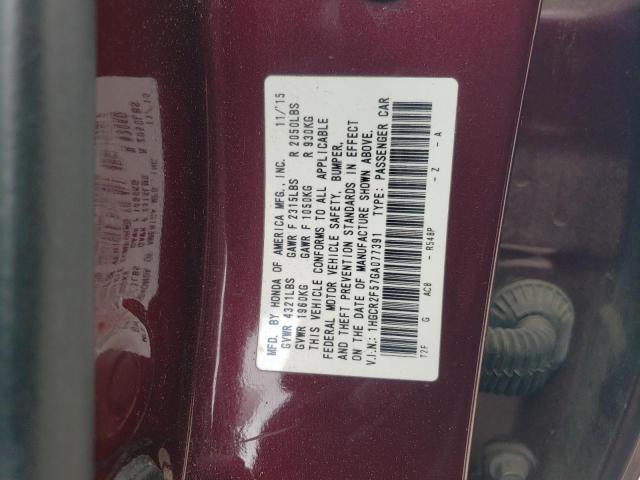 MFD. BY HONDA OF AMERICA MFG., INC. 11/'15
GVWR 4321LBS GAWR F 2315LBS R 2050LBS
GVWR 1960KG GAWR F 1050KG R 930KG
THIS VEHICLE CONFORMS TO ALL APPLICABLE
FEDERAL MOTOR VEHICLE SAFETY, BUMPER,
AND THEFT PREVENTION STANDARDS IN EFFECT
ON THE DATE OF MANUFACTURE SHOWN ABOVE.
V.I.N.: 1HGCR2F57GA077391 TYPE: PASSENGER CAR
T2F G AC8 - R548P - Z - A